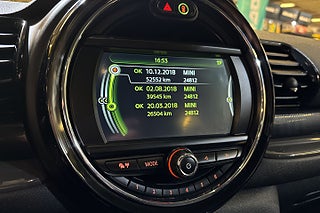 16:53
OK 10.12.2018 MINI
52552 km 24812
OK 02.08.2018 MINI
39545 km 24812
OK 20.03.2018 MINI
26504 km 24812
MODE